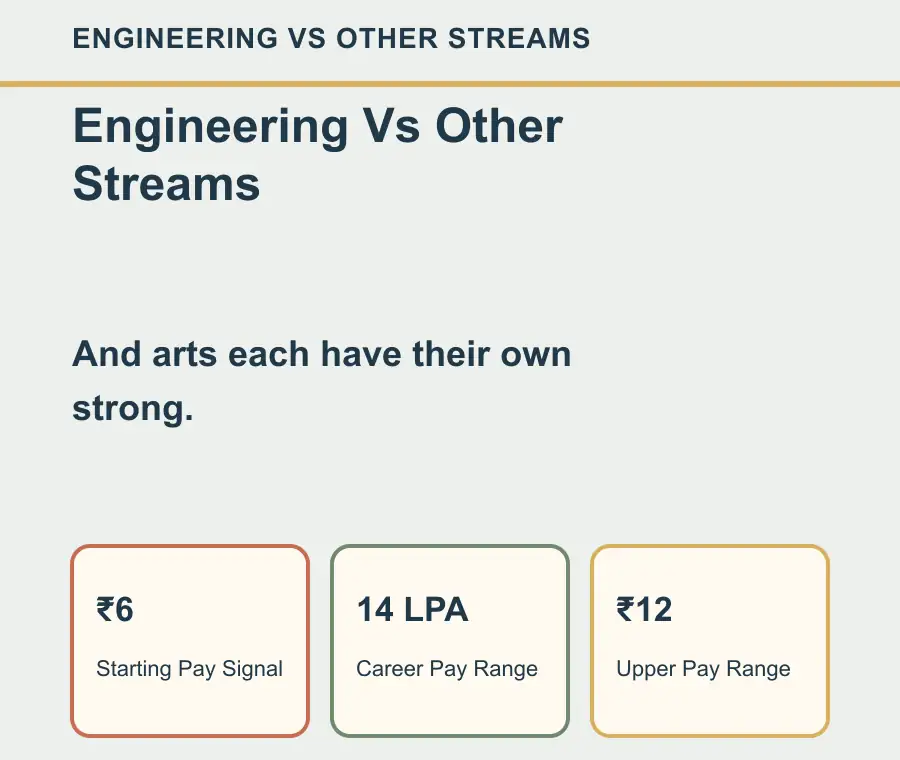 ENGINEERING VS OTHER STREAMS
Engineering Vs Other
Streams
And arts each have their own
strong.
₹6
Starting Pay Signal
14 LPA
Career Pay Range
₹12
Upper Pay Range